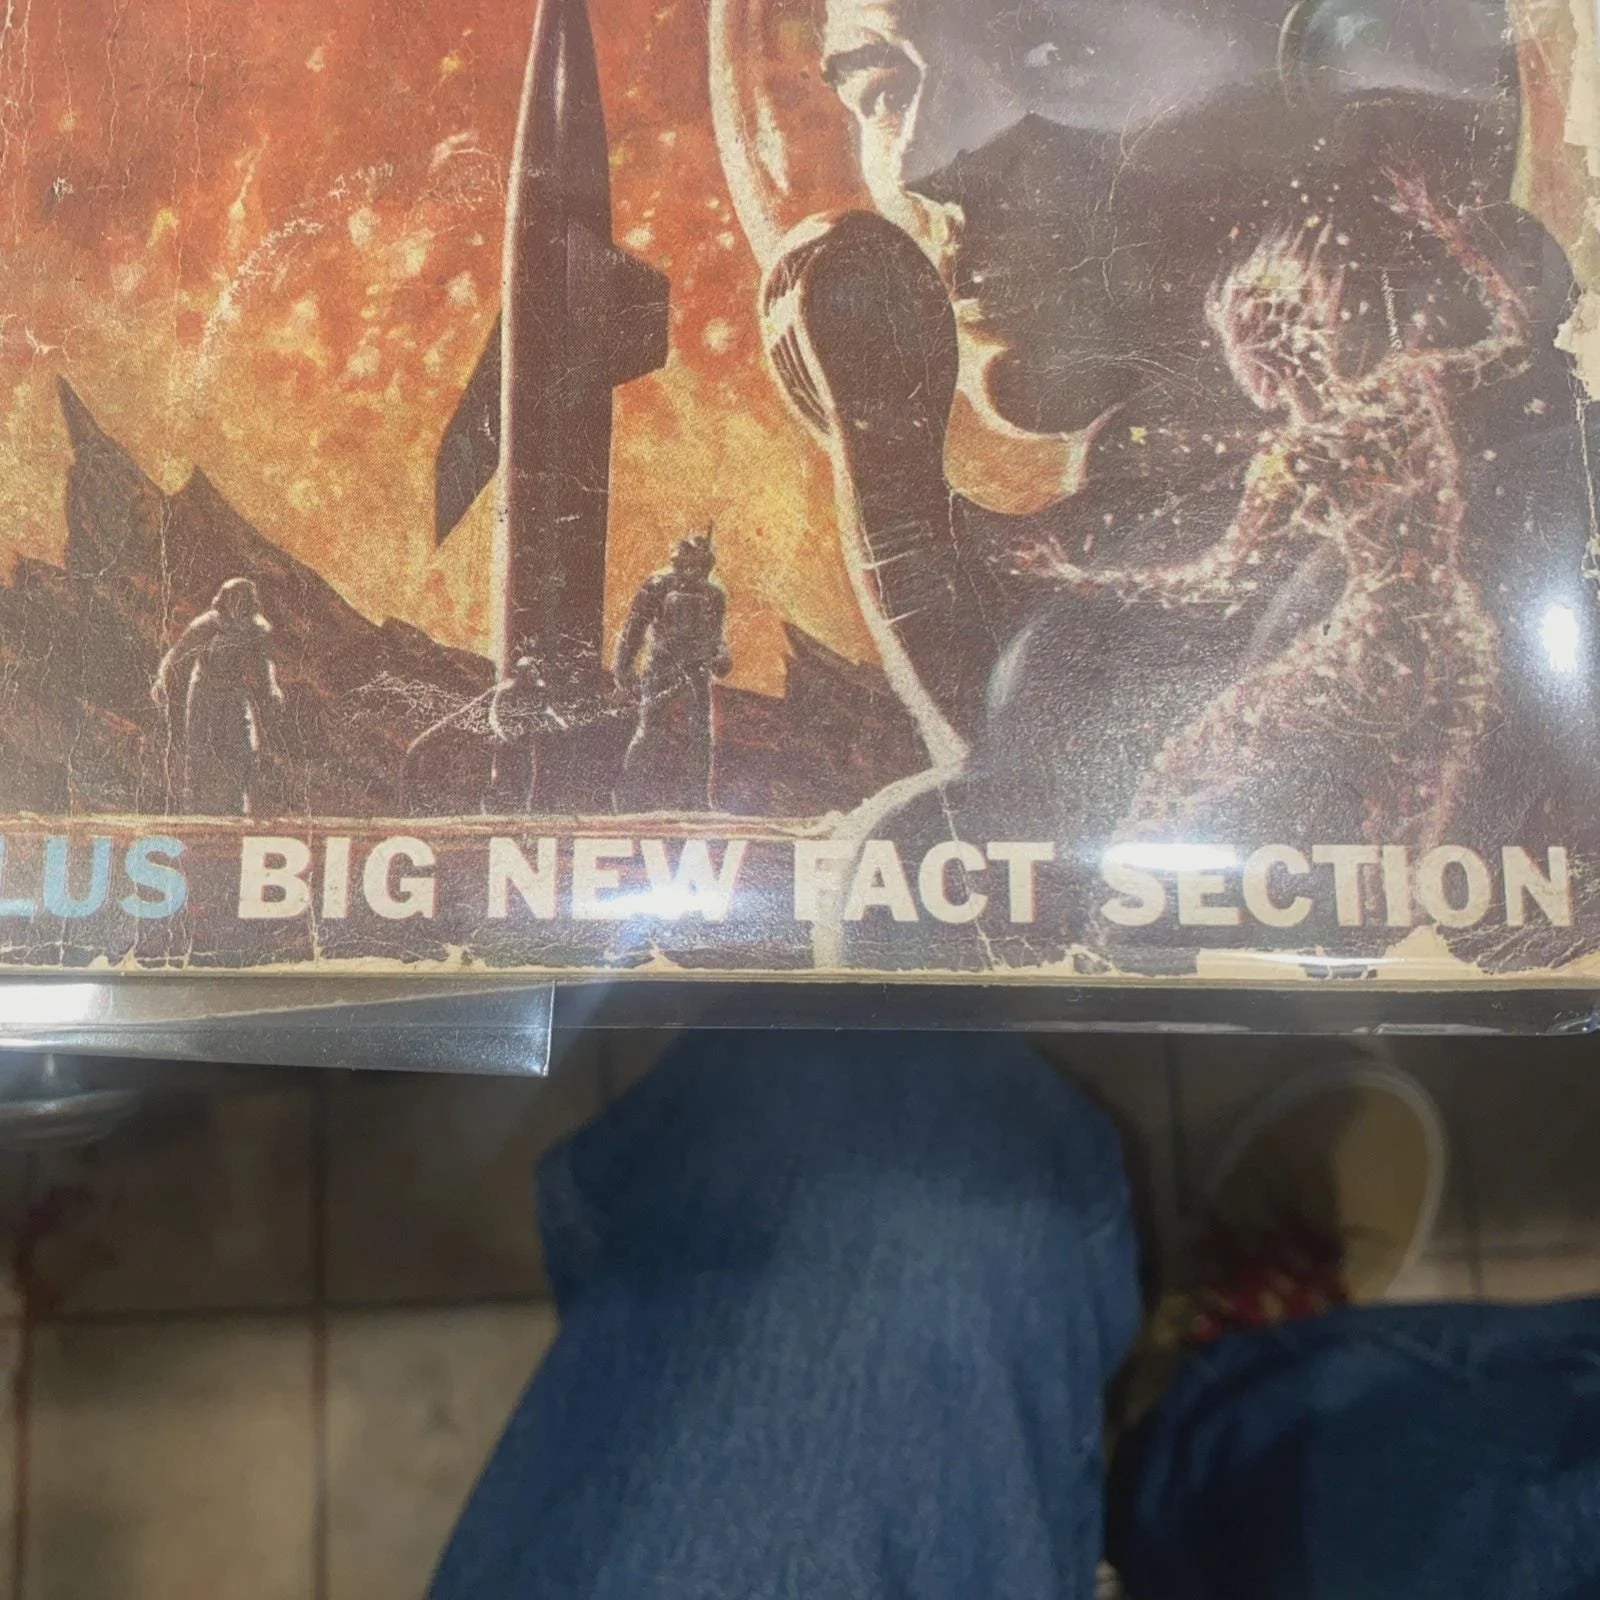 LUS BIG NEW FACT SECTION